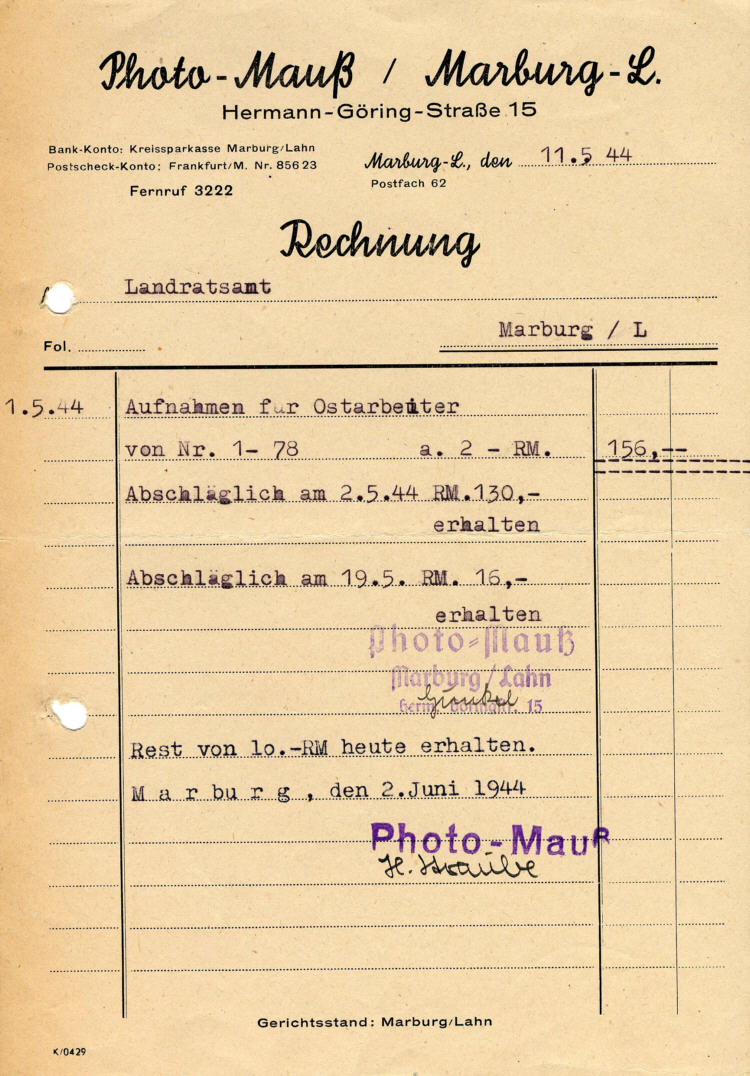 Photo-Mauß / Marburg-L.
Hermann-Göring-Straße 15
Bank-Konto: Kreissparkasse Marburg/Lahn
Postscheck-Konto: Frankfurt/M. Nr. 856 23
Fernruf 3222
Marburg-L., den 11.5 44
Postfach 62
Rechnung
Landratsamt
Marburg / L
Fol.
1.5.44 Aufnahmen fur Ostarbeiter
von Nr. 1- 78 a. 2 - RM. 156,--
Abschläglich am 2.5.44 RM.130,-
erhalten
Abschläglich am 19.5. RM. 16,-
erhalten
Photo-Mauß
Marburg/Lahn
15
Rest von lo.-RM heute erhalten.
M a r b u r g , den 2.Juni 1944
Photo-Mauß
Gerichtsstand: Marburg/Lahn
K/0429